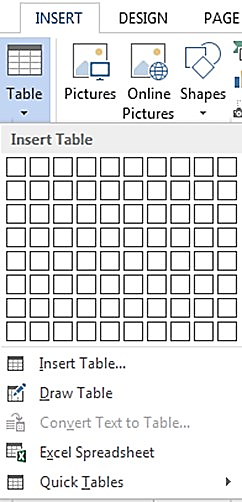 INSERT DESIGN PAGE
Table Pictures Online Pictures Shapes
Insert Table
Insert Table...
Draw Table
Convert Text to Table...
Excel Spreadsheet
Quick Tables